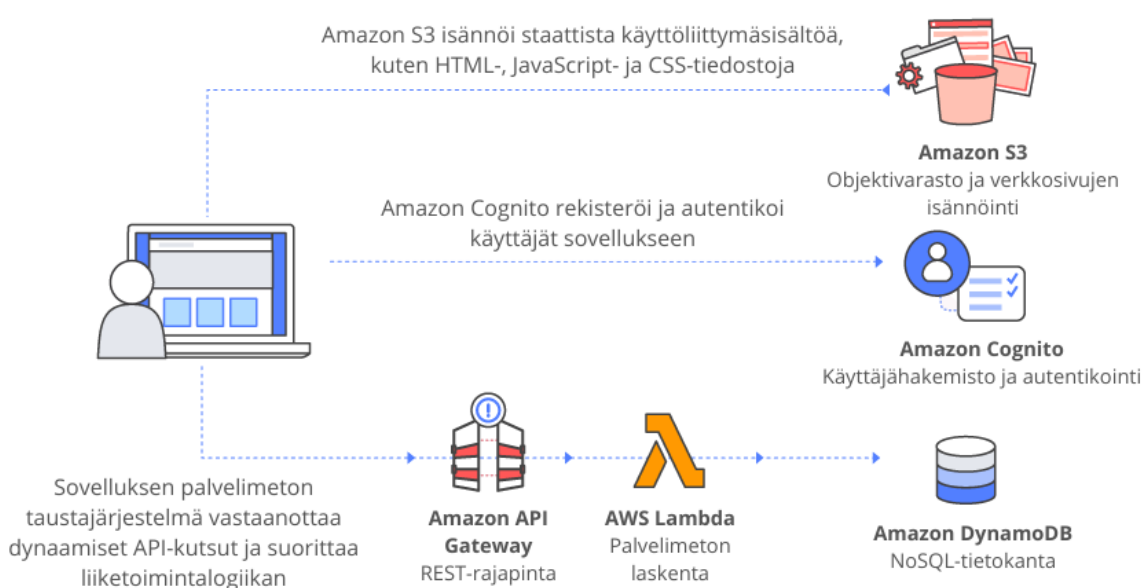 Amazon S3 isännöi staattista käyttöliittymäsisältöä,
kuten HTML-, JavaScript- ja CSS-tiedostoja
Amazon S3
Objektivarasto ja verkkosivujen
isännöinti
Amazon Cognito rekisteröi ja autentikoi
käyttäjät sovellukseen
Amazon Cognito
Käyttäjähakemisto ja autentikointi
Sovelluksen palvelimeton
taustajärjestelmä vastaanottaa
dynaamiset API-kutsut ja suorittaa
liiketoimintalogiikan
Amazon API
Gateway
REST-rajapinta
AWS Lambda
Palvelimeton
laskenta
Amazon DynamoDB
NoSQL-tietokanta